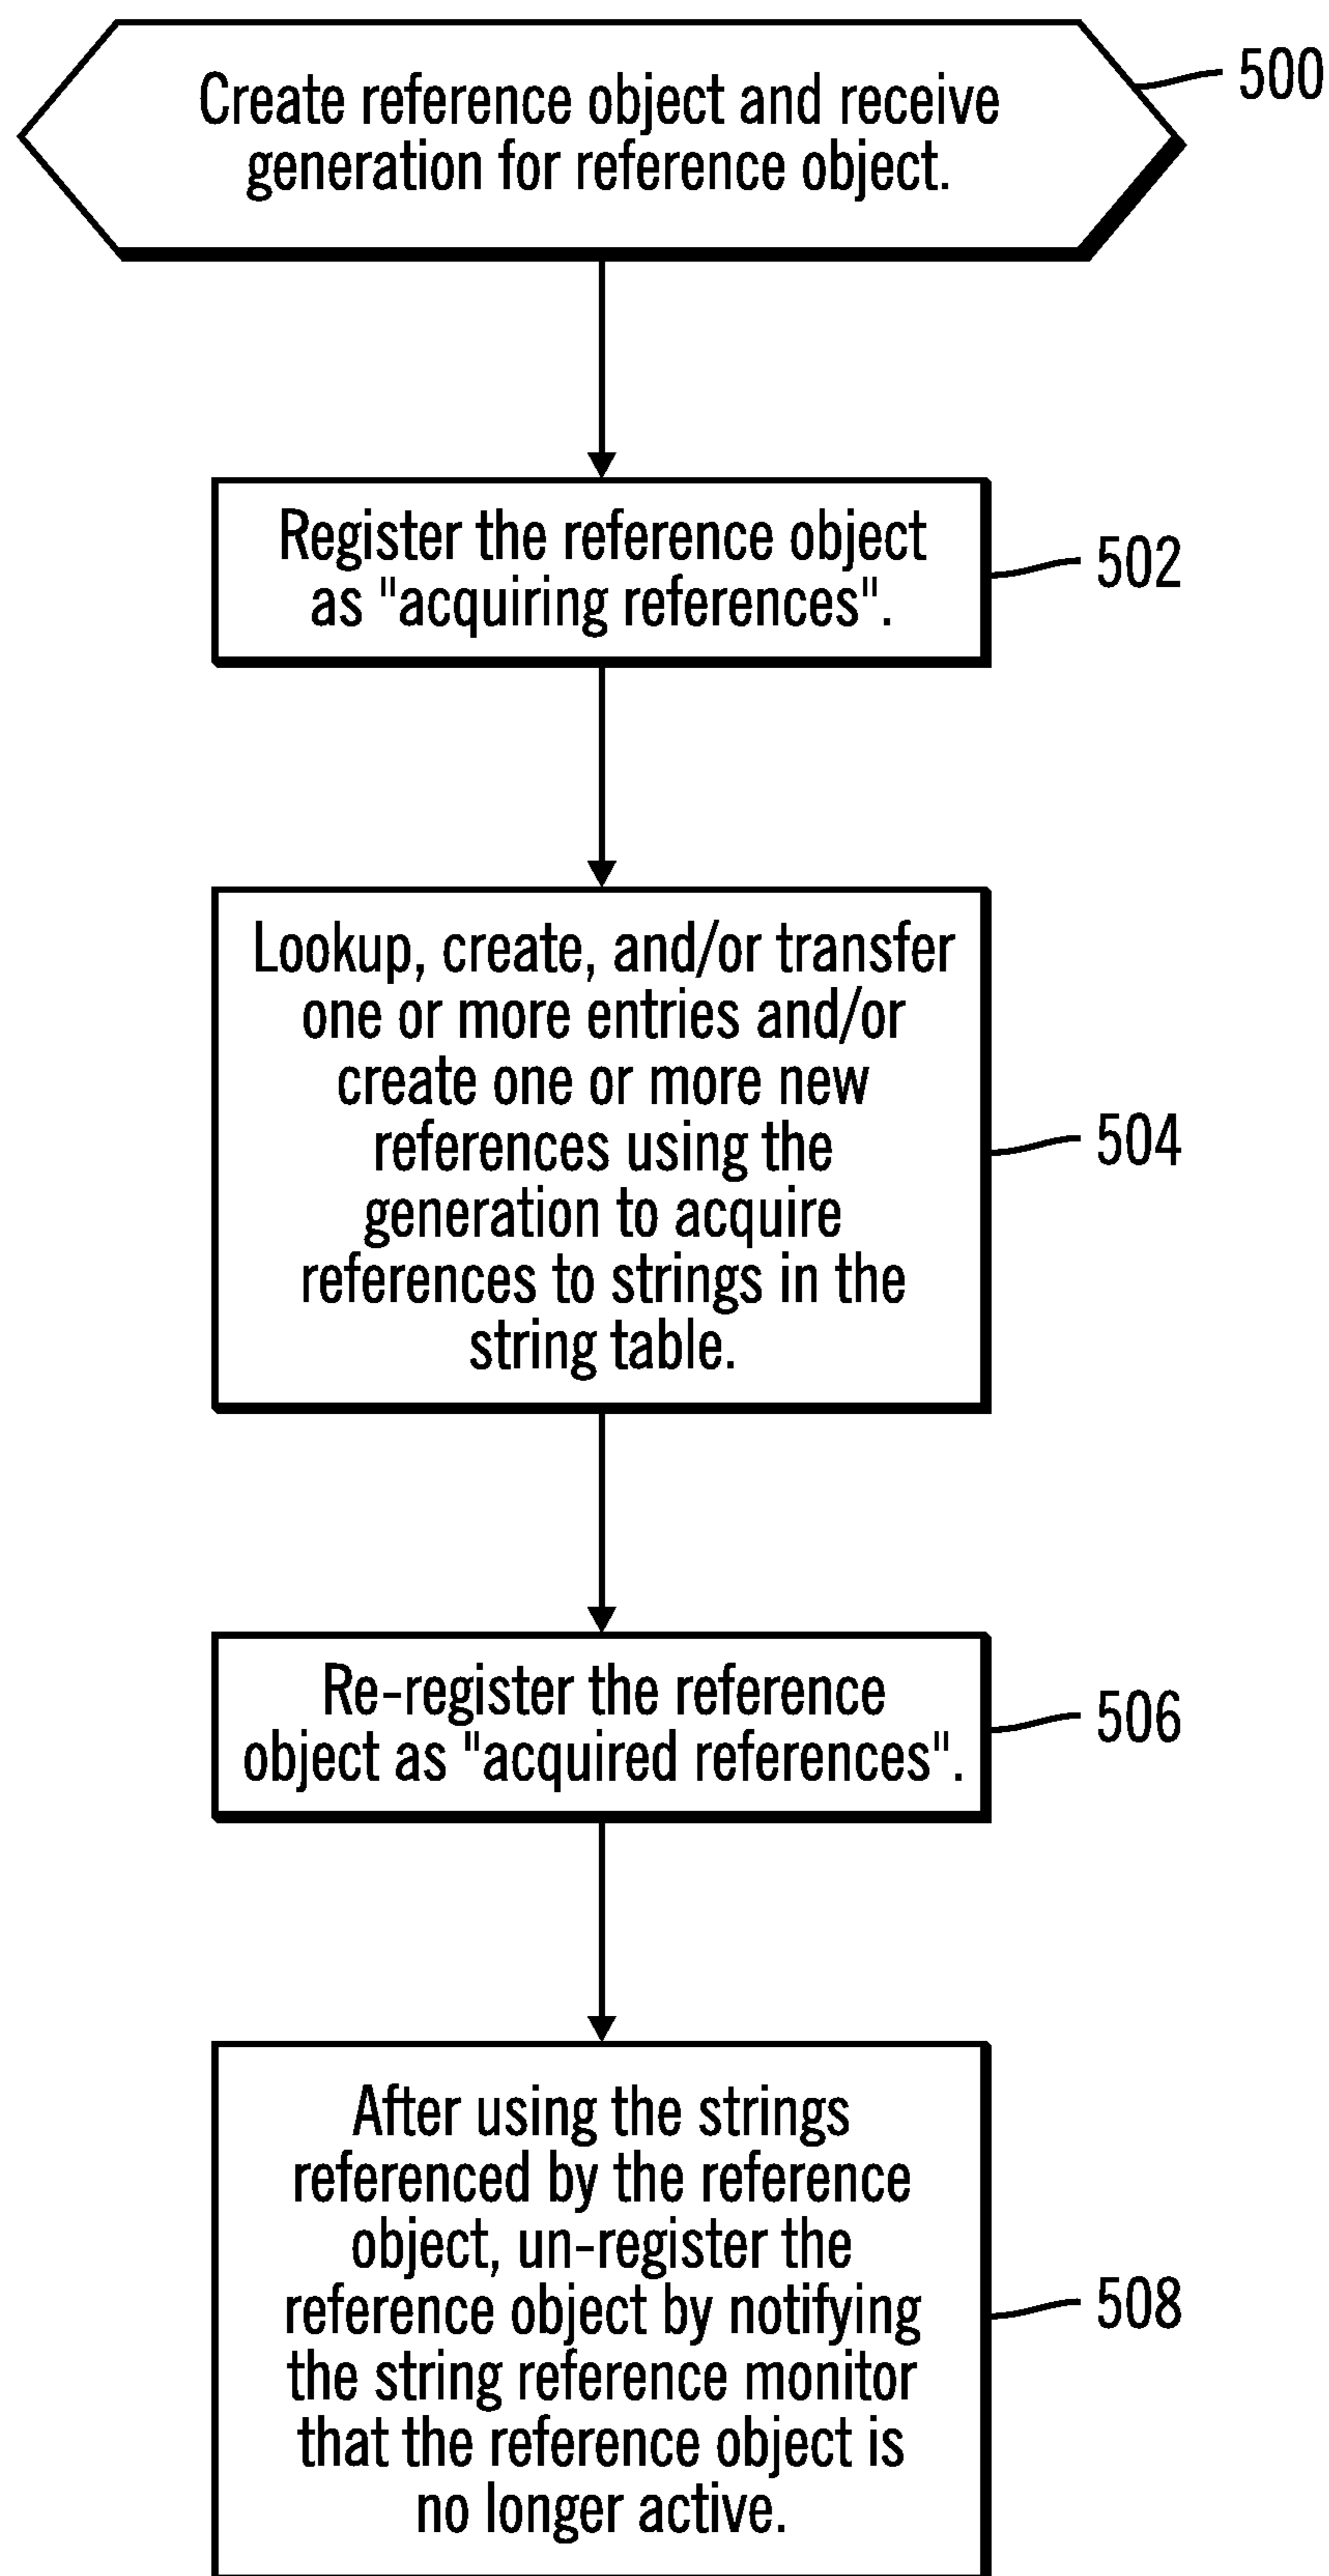 Create reference object and receive
generation for reference object.
500
Register the reference object
as "acquiring references".
502
Lookup, create, and/or transfer
one or more entries and/or
create one or more new
references using the
generation to acquire
references to strings in the
string table.
504
Re-register the reference
object as "acquired references".
506
After using the strings
referenced by the reference
object, un-register the
reference object by notifying
the string reference monitor
that the reference object is
no longer active.
508